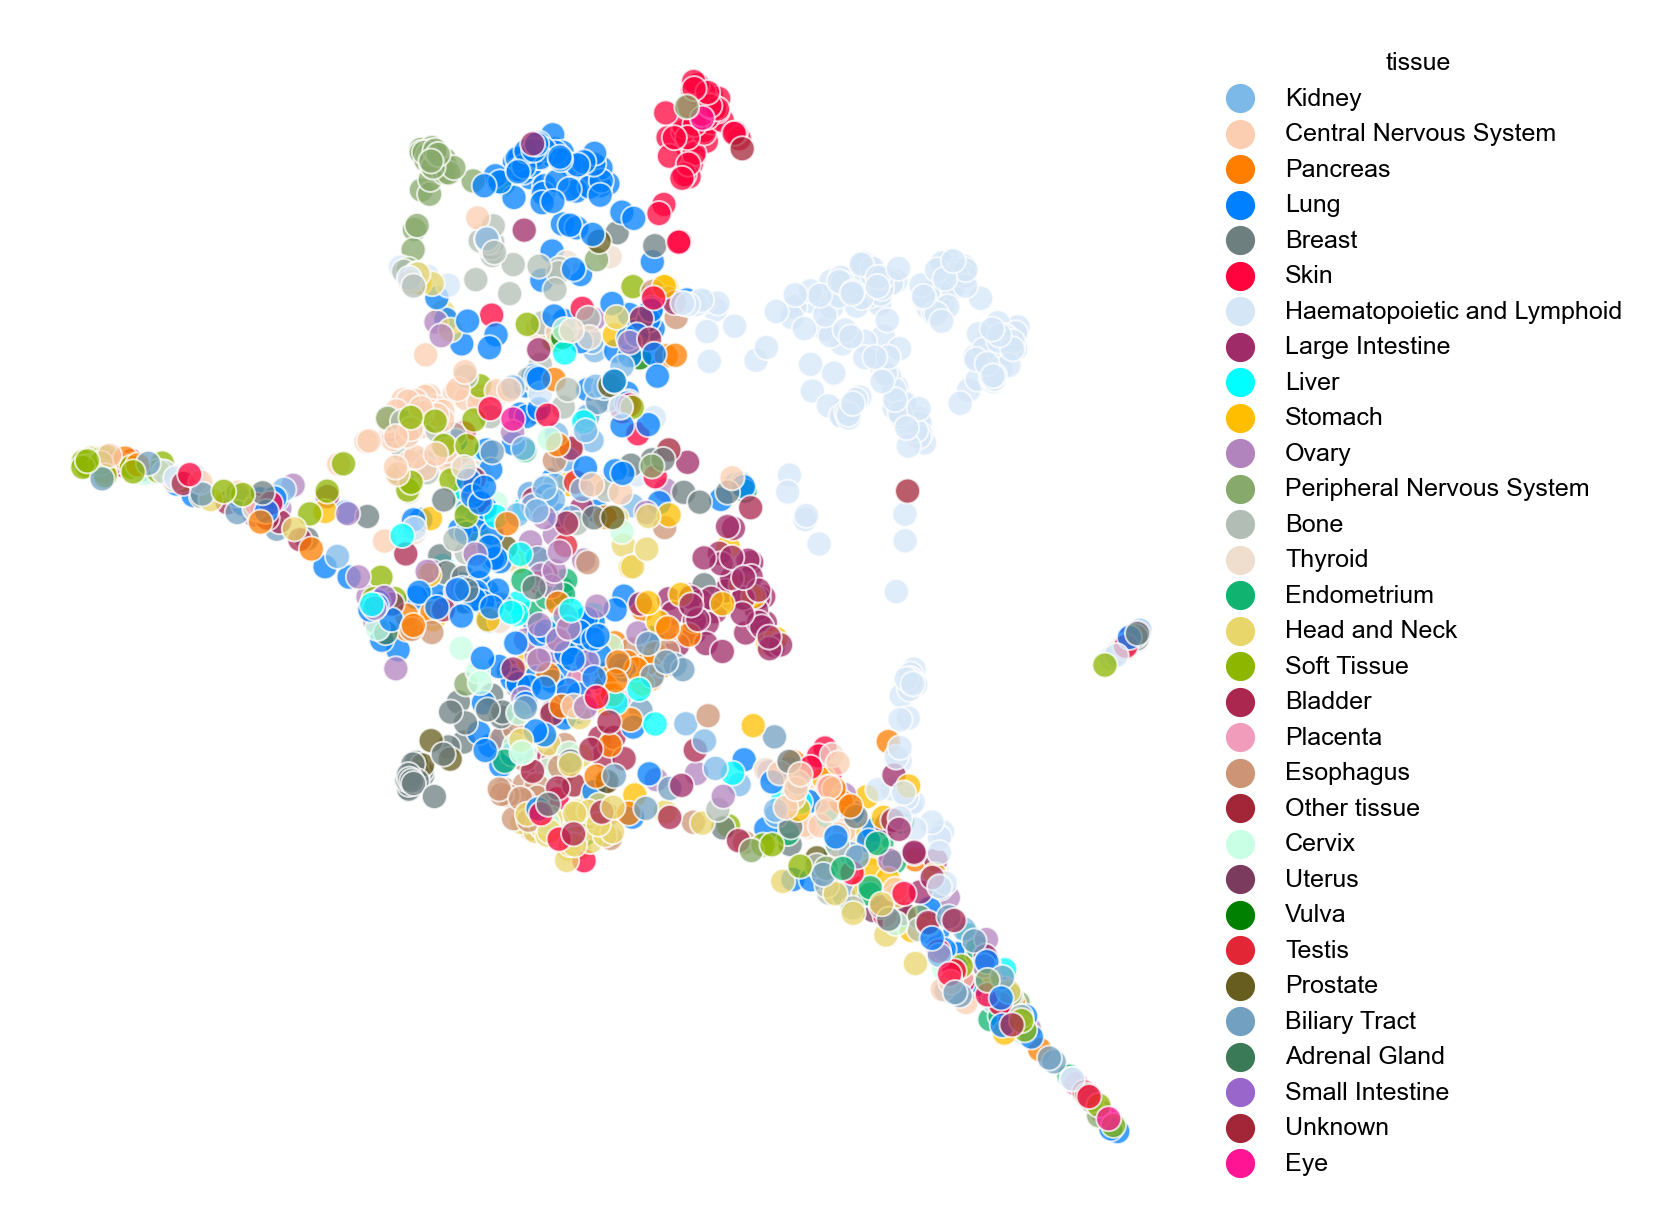 tissue
Kidney
Central Nervous System
Pancreas
Lung
Breast
Skin
Haematopoietic and Lymphoid
Large Intestine
Liver
Stomach
Ovary
Peripheral Nervous System
Bone
Thyroid
Endometrium
Head and Neck
Soft Tissue
Bladder
Placenta
Esophagus
Other tissue
Cervix
Uterus
Vulva
Testis
Prostate
Biliary Tract
Adrenal Gland
Small Intestine
Unknown
Eye